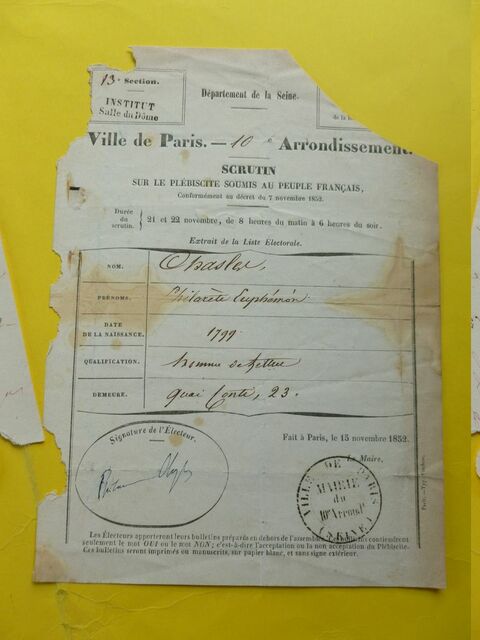 13e Section.
INSTITUT
Salle du Dôme
Département de la Seine.
Ville de Paris. — 10e Arrondissement.
SCRUTIN
SUR LE PLÉBISCITE SOUMIS AU PEUPLE FRANÇAIS,
Conformément au décret du 7 novembre 1852.
Durée du scrutin. 21 et 22 novembre, de 8 heures du matin à 6 heures du soir.
Extrait de la Liste Électorale.
NOM. Chasles,
PRÉNOMS. Philarète Euphémon
DATE DE LA NAISSANCE. 1799
QUALIFICATION. homme de lettres
DEMEURE. quai Conti, 23.
Signature de l'Électeur.
Fait à Paris, le 15 novembre 1852.
Le Maire,
VILLE DE PARIS
MAIRIE
du
10e Arrondt
(SEINE)
Les Électeurs apporteront leurs bulletins préparés en dehors de l'assemblée. Ces bulletins contiendront
seulement le mot OUI ou le mot NON; c'est-à-dire l'acceptation ou la non acceptation du Plébiscite.
Ces bulletins seront imprimés ou manuscrits, sur papier blanc, et sans signe extérieur.